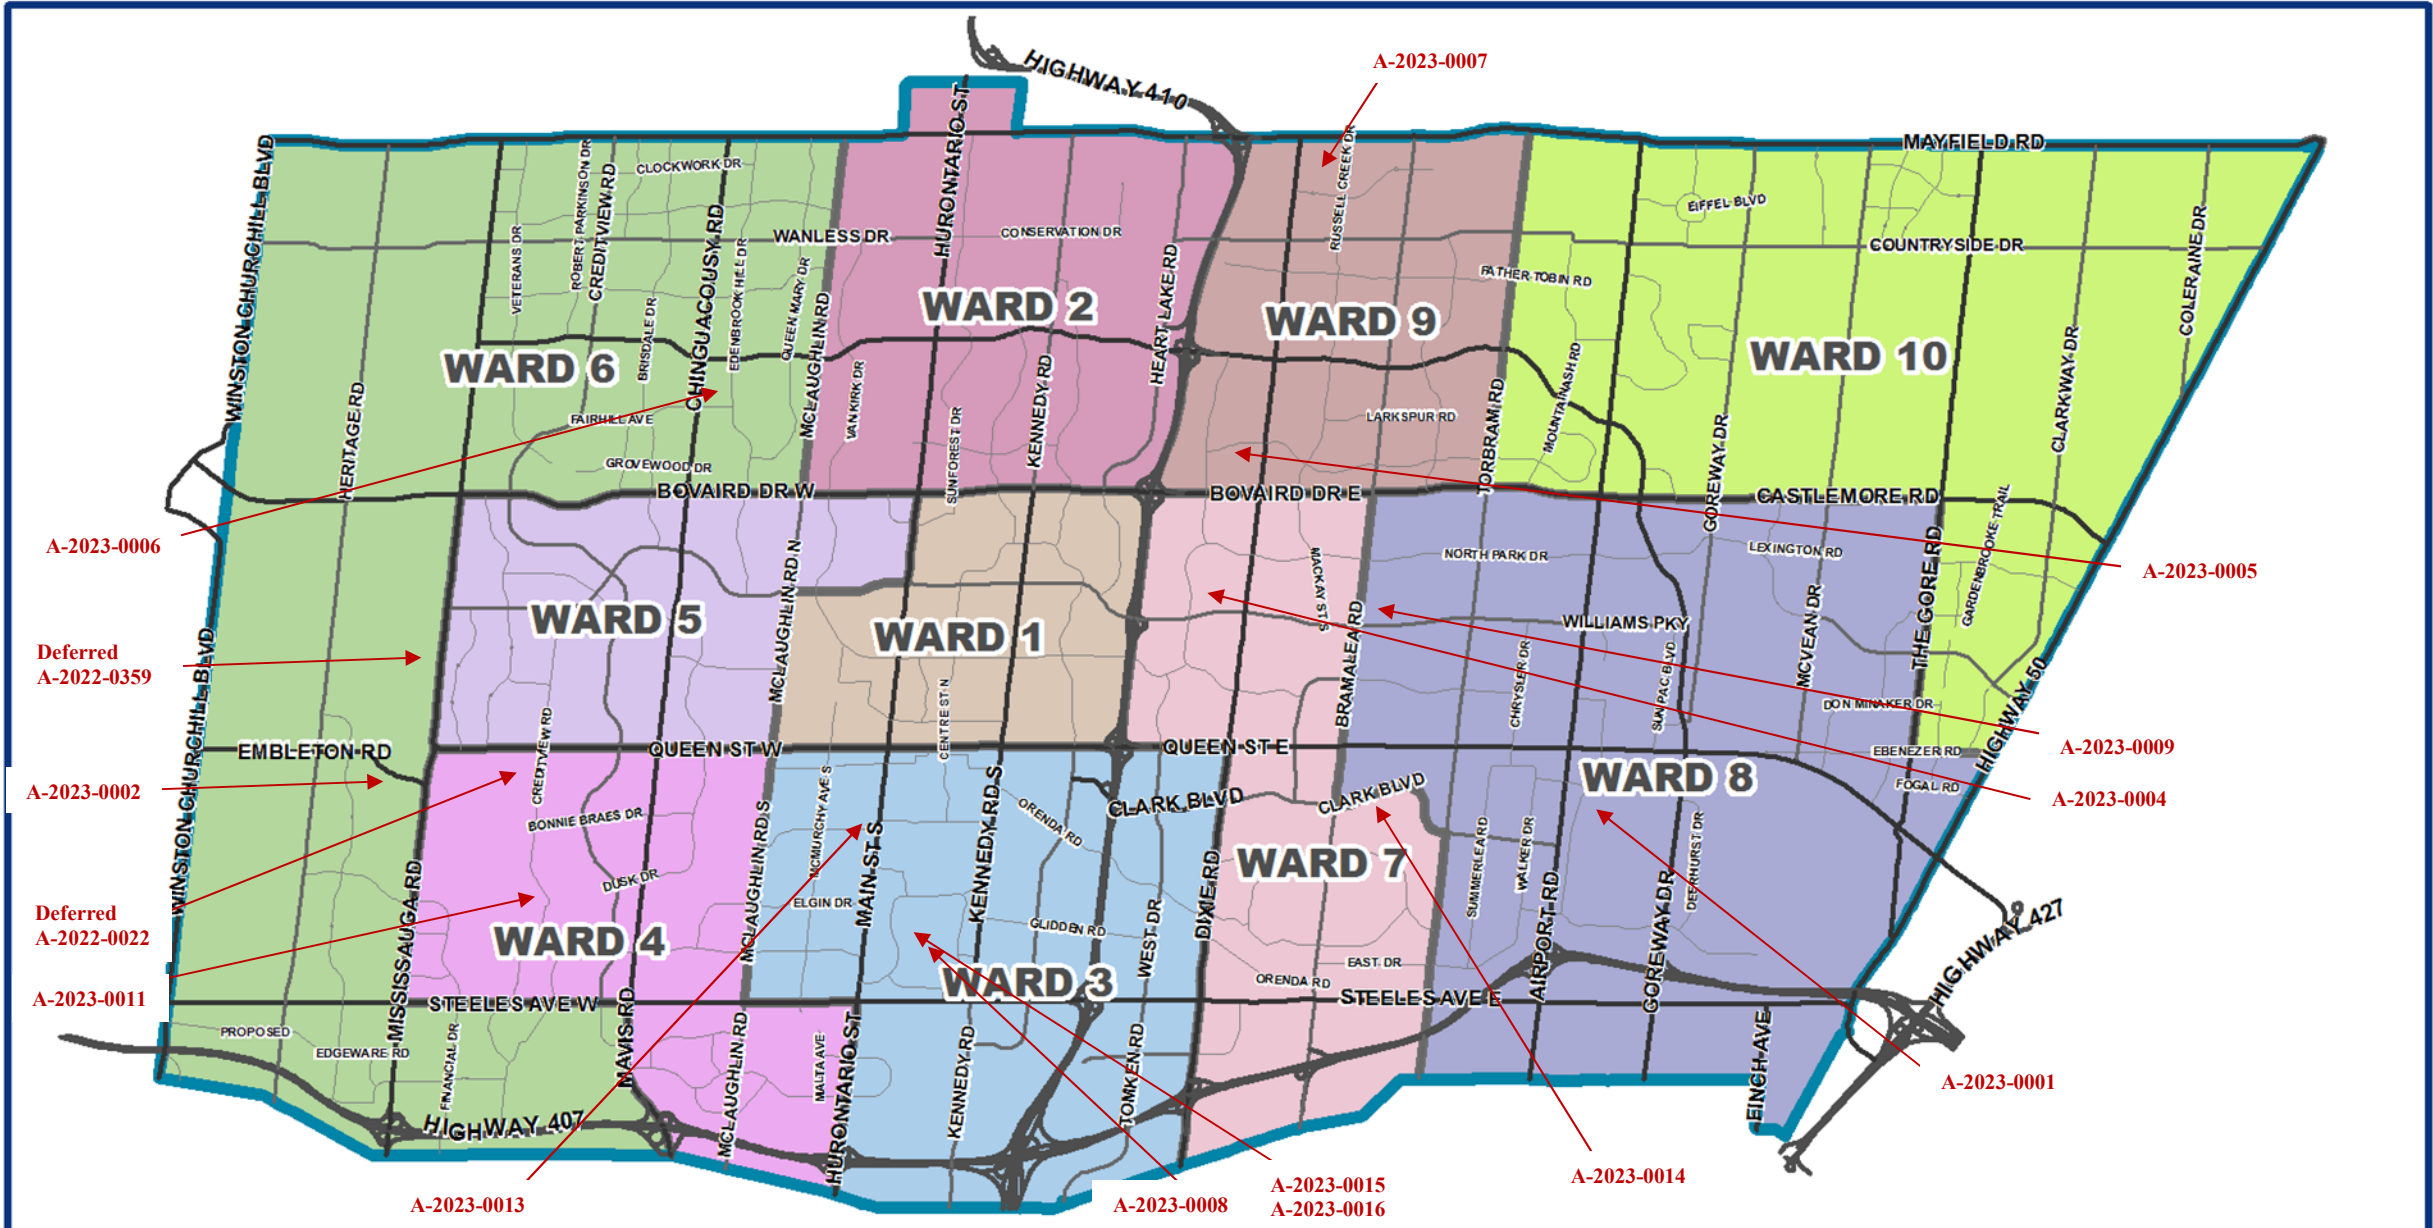 HIGHWAY 410
A-2023-0007
MAYFIELD RD
WINSTON CHURCHILL BLVD
HERITAGE RD
VETERANS DR
ROBERT PARKINSON DR
CREDITVIEW RD
CLOCKWORK DR
CHINGUACOUSY RD
EDENBROOK HILL DR
BRISDALE DR
QUEEN MARY DR
WANLESS DR
MCLAUGHLIN RD
VAN KIRK DR
HURONTARIO ST
CONSERVATION DR
HEART LAKE RD
KENNEDY RD
SUNFOREST DR
RUSSELL CREEK DR
FATHER TOBIN RD
EIFFEL BLVD
COUNTRYSIDE DR
COLERAINE DR
CLARKWAY DR
WARD 6
WARD 2
WARD 9
WARD 10
FAIRHILL AVE
GROVEWOOD DR
LARKSPUR RD
TORBRAM RD
MOUNTAINASH RD
GOREWAY DR
BOVAIRD DR W
BOVAIRD DR E
CASTLEMORE RD
A-2023-0006
A-2023-0005
MCLAUGHLIN RD N
MACKAY ST S
NORTH PARK DR
LEXINGTON RD
THE GORE RD
GARDENBROOKE TRAIL
WARD 5
WARD 1
WILLIAMS PKY
BRAMALEA RD
CHRYSLER DR
SUN PAC BLVD
MCVEAN DR
Deferred
A-2022-0359
WINSTON CHURCHILL BLVD
CREDITVIEW RD
CENTRE ST N
DON MINAKER DR
HIGHWAY 50
EMBLETON RD
QUEEN ST W
QUEEN ST E
EBENEZER RD
FOGAL RD
A-2023-0009
A-2023-0002
A-2023-0004
WARD 8
CLARK BLVD
CLARK BLVD
BONNIE BRAES DR
MCLAUGHLIN RD S
MCMURCHY AVE S
MAIN ST S
KENNEDY RD S
ORENDA RD
DIXIE RD
WARD 7
SUMMERLEA RD
WALKER DR
AIRPORT RD
GOREWAY DR
DEERHURST DR
DUSK DR
ELGIN DR
GLIDDEN RD
WEST DR
MISSISSAUGA RD
Deferred
A-2022-0022
WARD 4
WARD 3
EAST DR
ORENDA RD
HIGHWAY 427
A-2023-0011
STEELES AVE W
STEELES AVE E
PROPOSED
EDGEWARE RD
FINANCIAL DR
MAVIS RD
MCLAUGHLIN RD
MALTA AVE
HURONTARIO ST
KENNEDY RD
TOMKEN RD
FINCH AVE
HIGHWAY 407
A-2023-0001
A-2023-0014
A-2023-0013
A-2023-0008
A-2023-0015
A-2023-0016